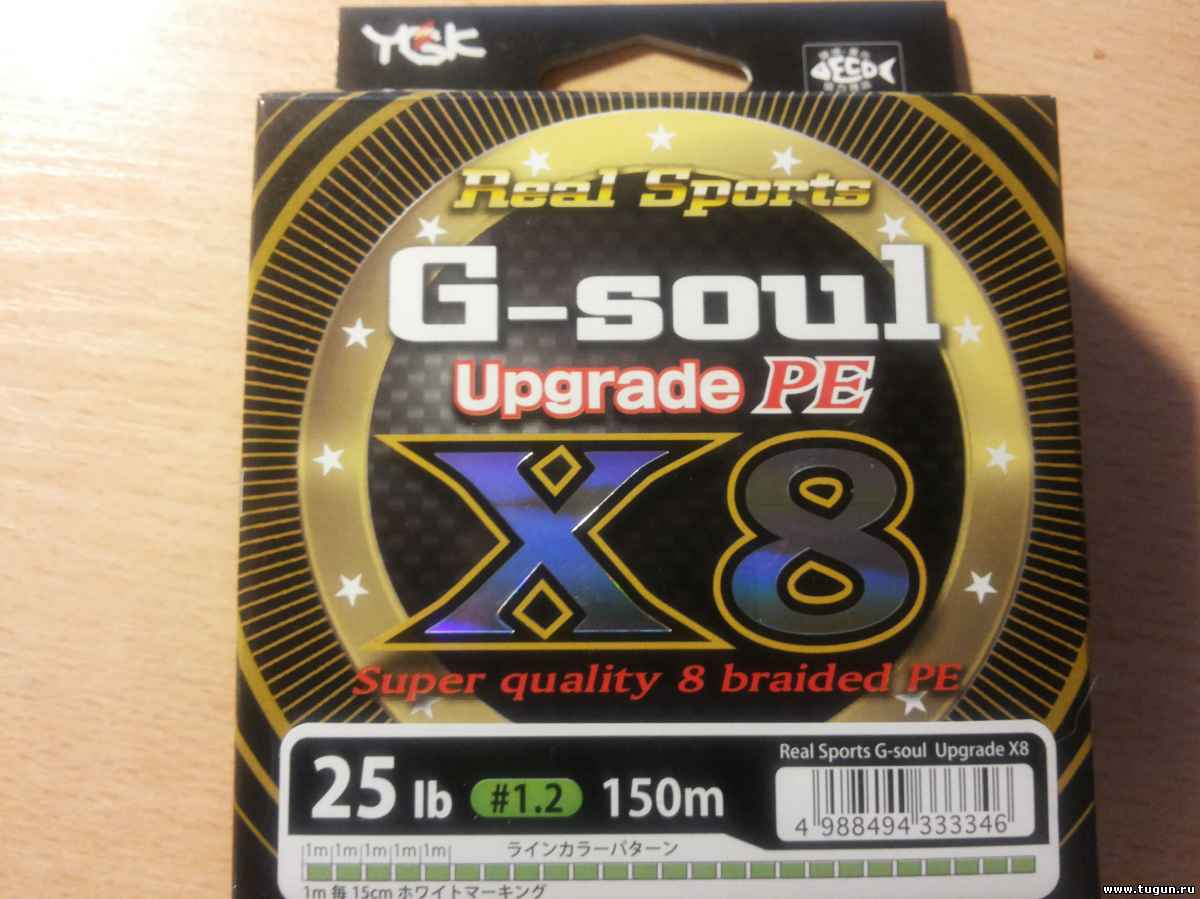 YGK
ECO
Real Sports
G-soul
Upgrade PE
X8
Super quality 8 braided PE
25 lb #1.2 150m
Real Sports G-soul Upgrade X8
4 988494 333346
1m 1m 1m 1m 1m
ラインカラーパターン
1m 毎 15cm ホワイトマーキング
www.tugun.ru